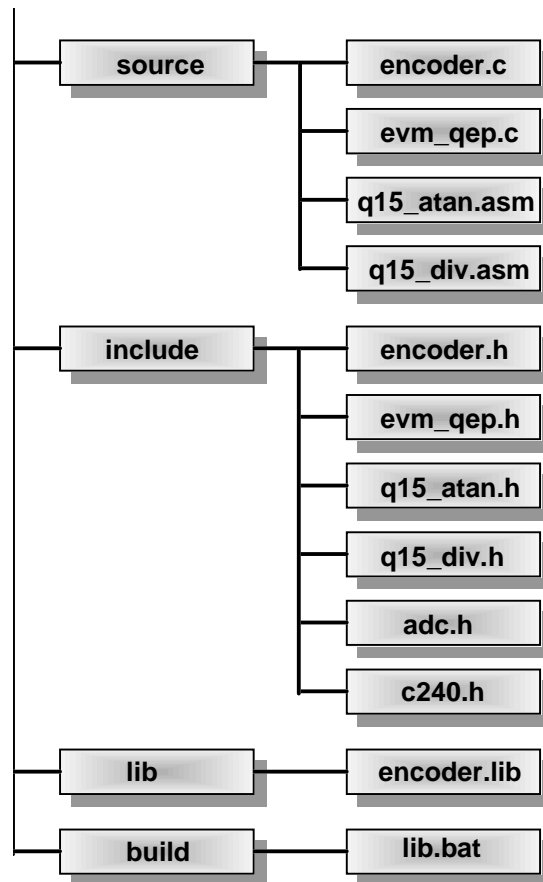 source
encoder.c
evm_qep.c
q15_atan.asm
q15_div.asm
include
encoder.h
evm_qep.h
q15_atan.h
q15_div.h
adc.h
c240.h
lib
encoder.lib
build
lib.bat